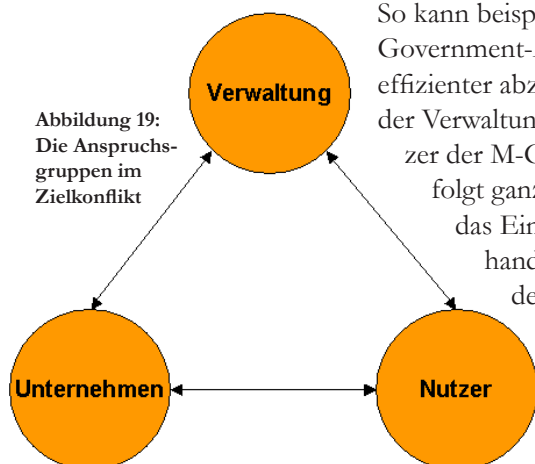 So kann beisp
Government-
effizienter abz
der Verwaltun
zer der M-
folgt ganz
das Ein
hand
de
Verwaltung
Abbildung 19:
Die Anspruchs-
gruppen im
Zielkonflikt
Unternehmen
Nutzer